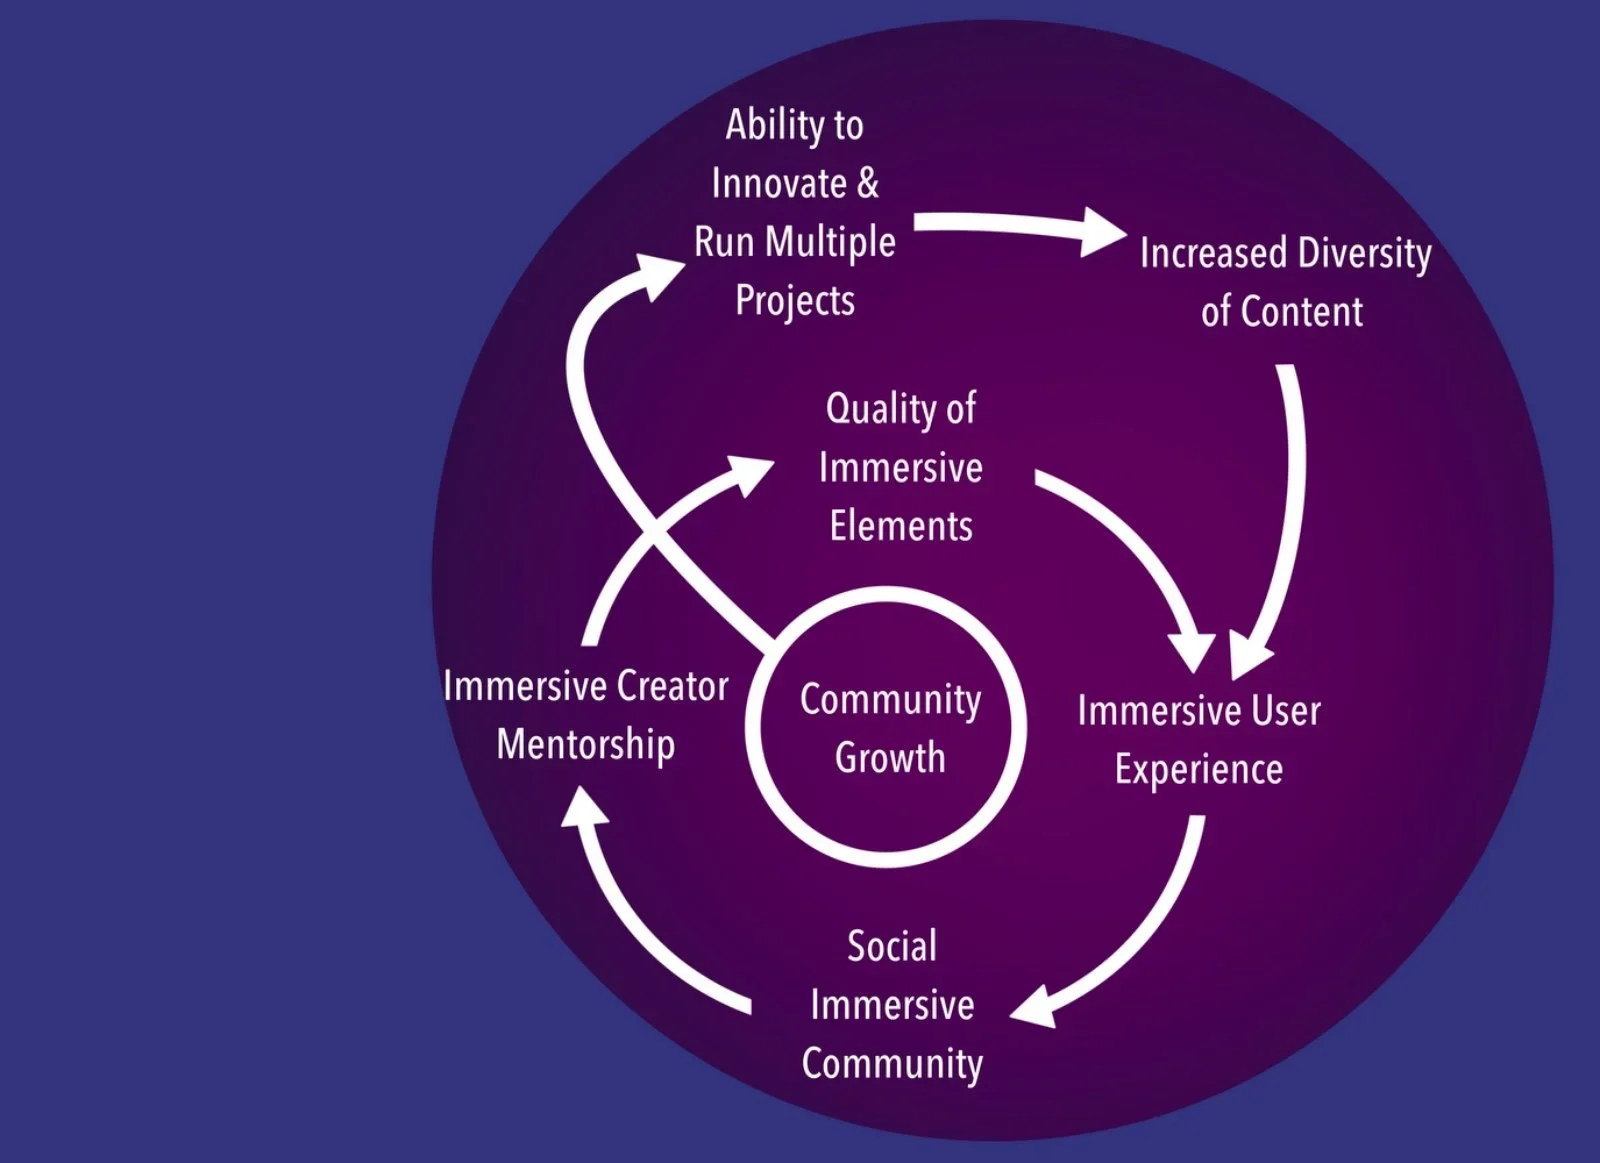 Ability to
Innovate &
Run Multiple
Projects
Increased Diversity
of Content
Quality of
Immersive
Elements
Immersive Creator
Mentorship
Community
Growth
Immersive User
Experience
Social
Immersive
Community